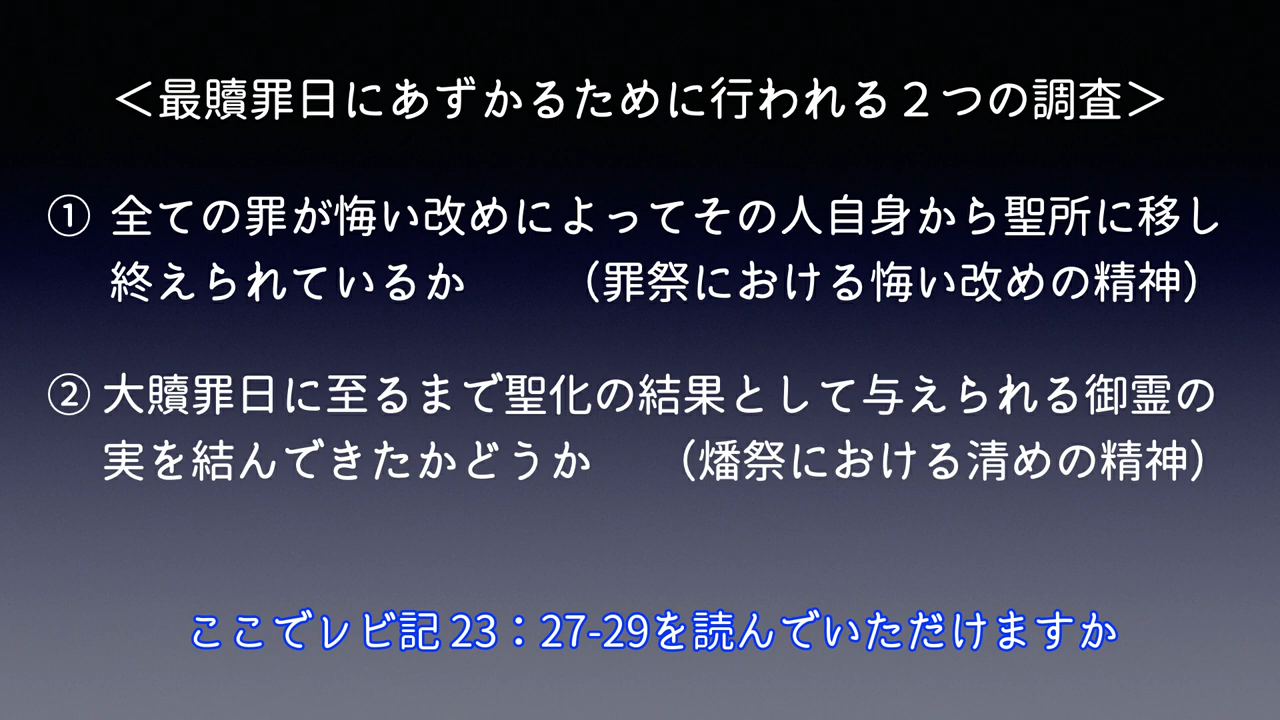 ＜最贖罪日にあずかるために行われる２つの調査＞
① 全ての罪が悔い改めによってその人自身から聖所に移し
終えられているか （罪祭における悔い改めの精神）
② 大贖罪日に至るまで聖化の結果として与えられる御霊の
実を結んできたかどうか （燔祭における清めの精神）
ここでレビ記 23：27-29を読んでいただけますか